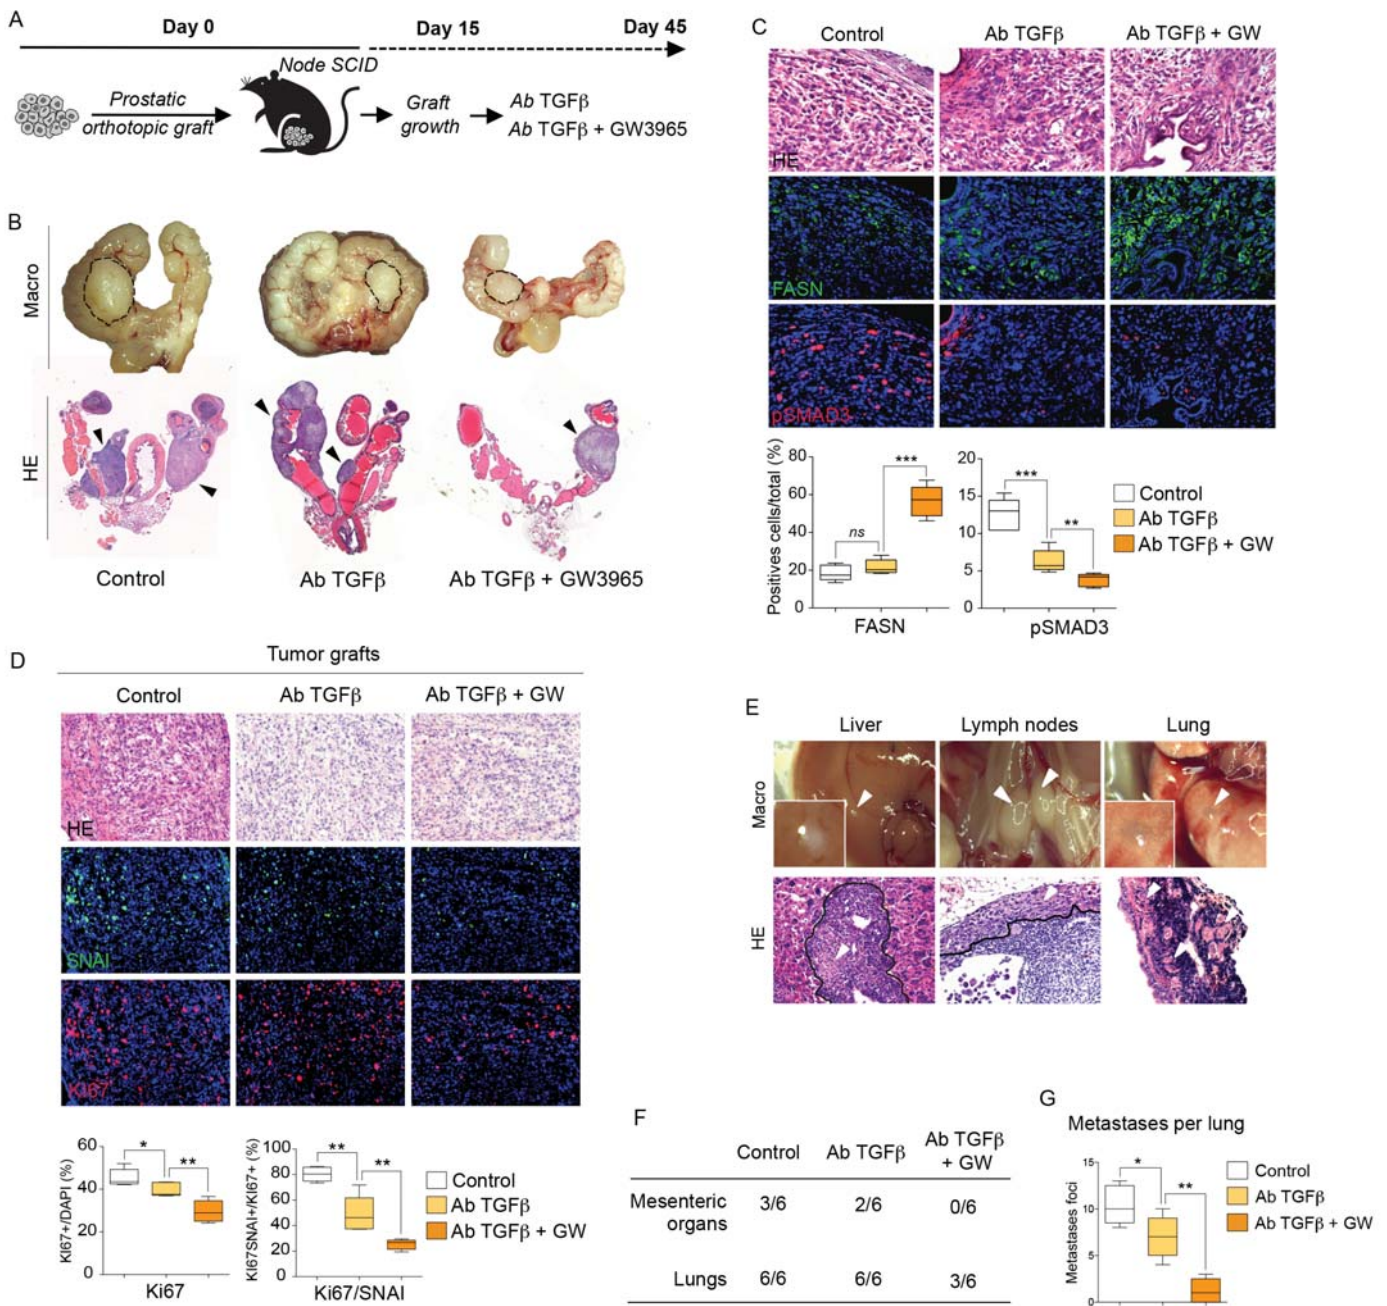 A
Day 0
Day 15
Day 45
Node SCID
Prostatic
orthotopic graft
Graft
growth
Ab TGFβ
Ab TGFβ + GW3965
B
Macro
HE
Control
Ab TGFβ
Ab TGFβ + GW3965
C
Control
Ab TGFβ
Ab TGFβ + GW
HE
FASN
pSMAD3
Positives cells/total (%)
80
60
40
20
0
ns
***
FASN
20
15
10
5
0
***
**
pSMAD3
Control
Ab TGFβ
Ab TGFβ + GW
D
Tumor grafts
Control
Ab TGFβ
Ab TGFβ + GW
HE
SNAI
KI67
KI67+/DAPI (%)
60
40
20
0
*
**
Ki67
KI67SNAI+/KI67+ (%)
100
80
60
40
20
0
**
**
Ki67/SNAI
Control
Ab TGFβ
Ab TGFβ + GW
E
Liver
Lymph nodes
Lung
Macro
HE
F
Control
Ab TGFβ
Ab TGFβ
+ GW
Mesenteric
organs
3/6
2/6
0/6
Lungs
6/6
6/6
3/6
G
Metastases per lung
Metastases foci
15
10
5
0
*
**
Control
Ab TGFβ
Ab TGFβ + GW